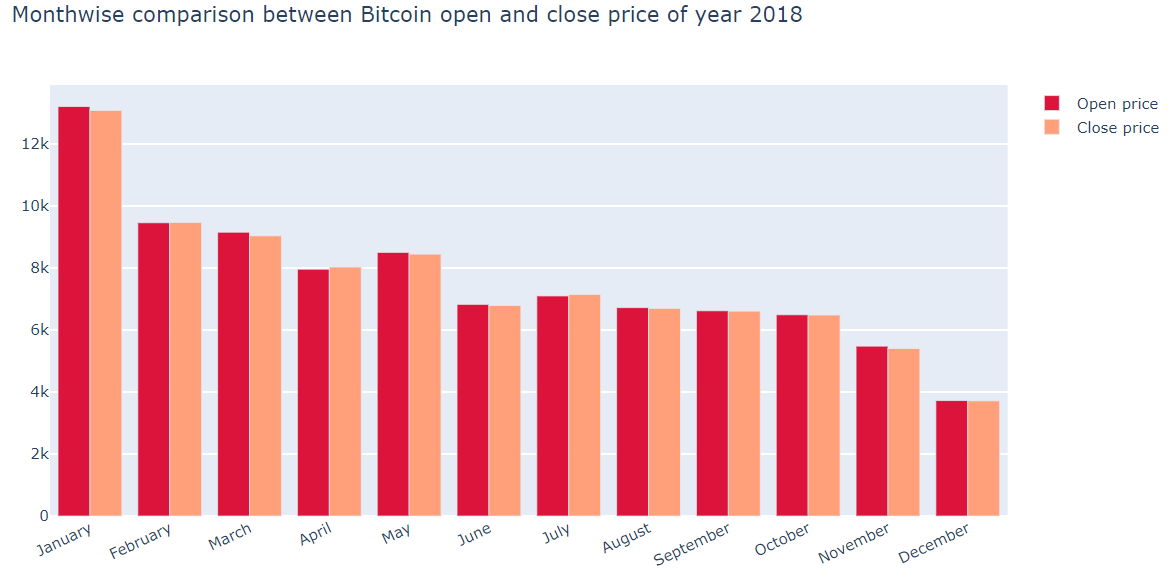 Monthwise comparison between Bitcoin open and close price of year 2018
Open price
Close price
12k
10k
8k
6k
4k
2k
0
January
February
March
April
May
June
July
August
September
October
November
December